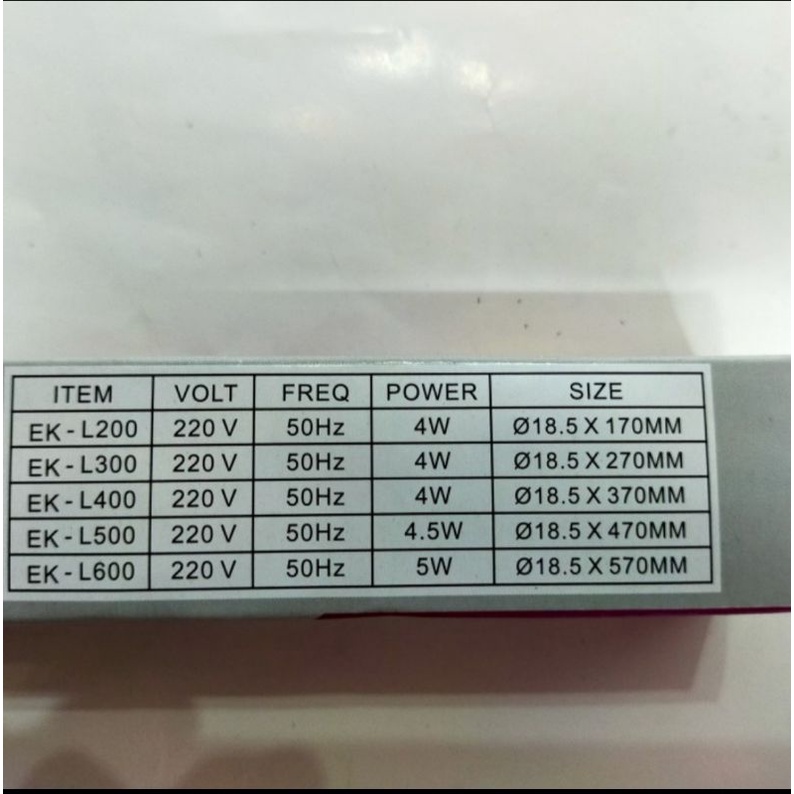 ITEM VOLT FREQ POWER SIZE
EK - L200 220 V 50Hz 4W Ø18.5 X 170MM
EK - L300 220 V 50Hz 4W Ø18.5 X 270MM
EK - L400 220 V 50Hz 4W Ø18.5 X 370MM
EK - L500 220 V 50Hz 4.5W Ø18.5 X 470MM
EK - L600 220 V 50Hz 5W Ø18.5 X 570MM